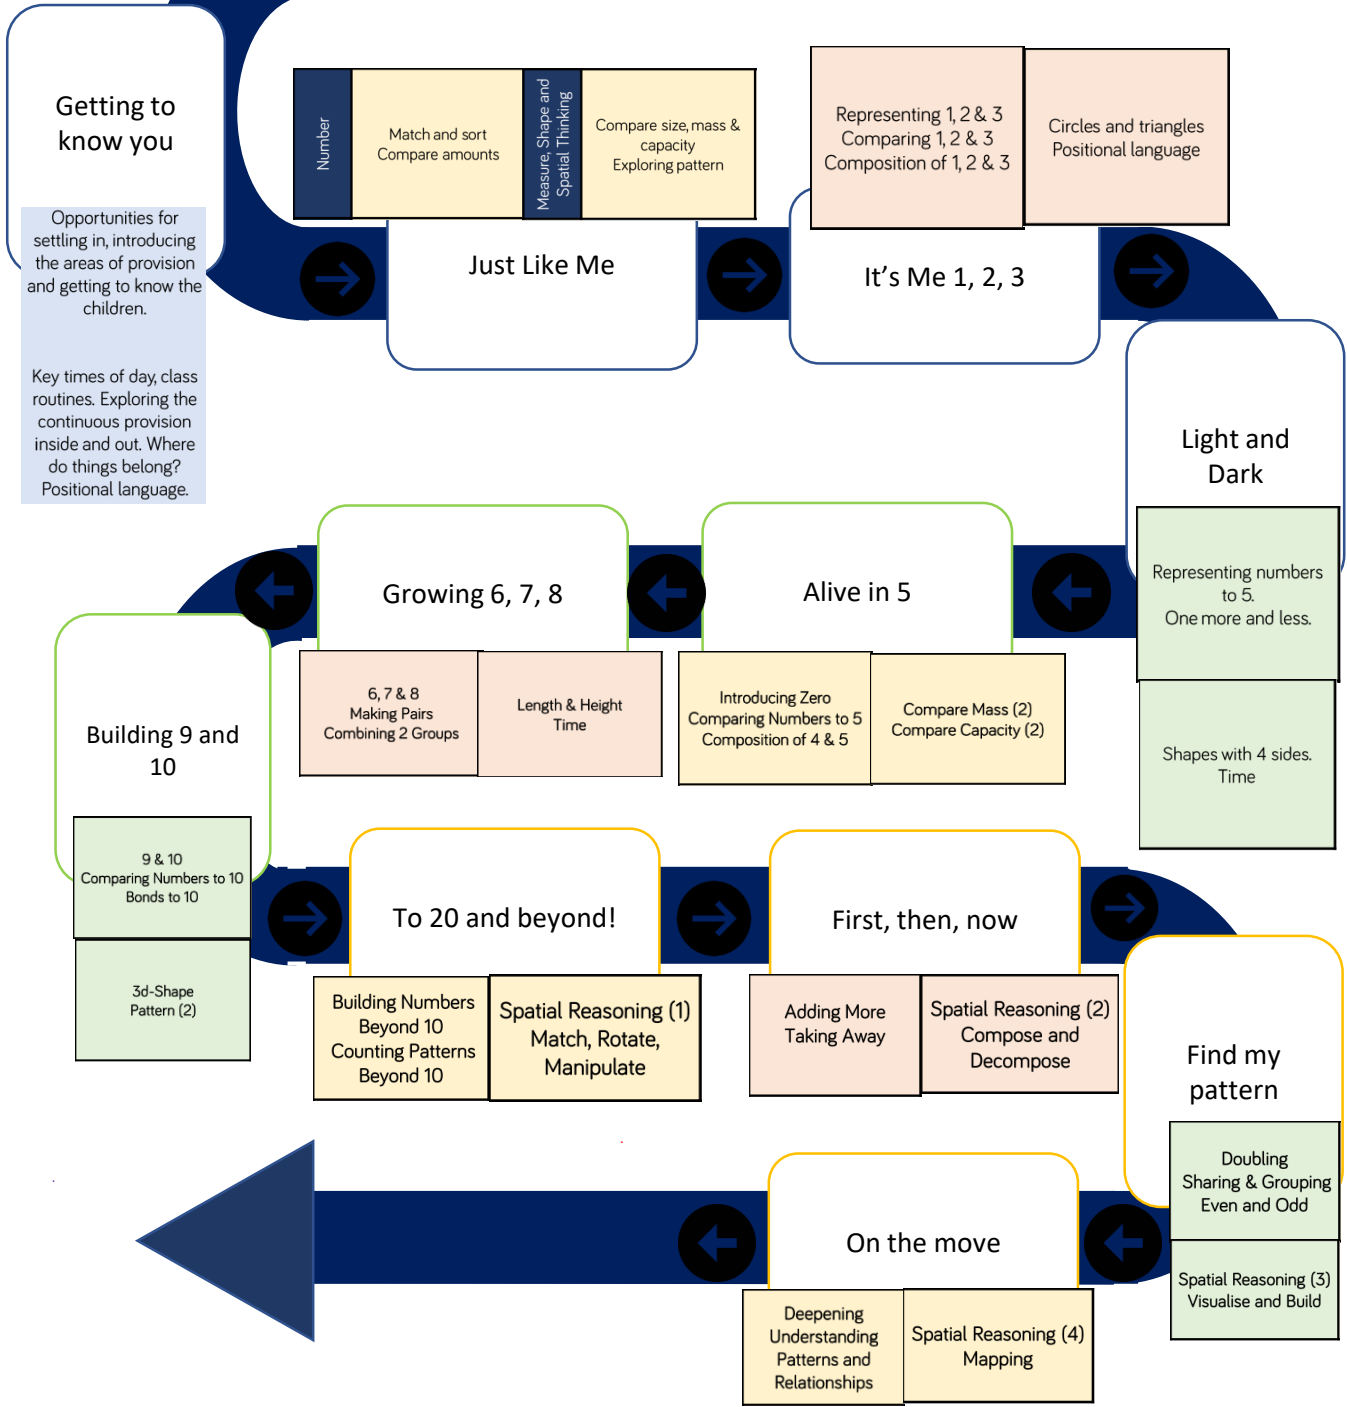 Getting to
know you
Opportunities for
settling in, introducing
the areas of provision
and getting to know the
children.
Key times of day, class
routines. Exploring the
continuous provision
inside and out. Where
do things belong?
Positional language.
Number
Match and sort
Compare amounts
Measure, Shape and
Spatial Thinking
Compare size, mass &
capacity
Exploring pattern
Just Like Me
Representing 1, 2 & 3
Comparing 1, 2 & 3
Composition of 1, 2 & 3
Circles and triangles
Positional language
It's Me 1, 2, 3
Light and
Dark
Representing numbers
to 5.
One more and less.
Shapes with 4 sides.
Time
Alive in 5
Introducing Zero
Comparing Numbers to 5
Composition of 4 & 5
Compare Mass (2)
Compare Capacity (2)
Growing 6, 7, 8
6, 7 & 8
Making Pairs
Combining 2 Groups
Length & Height
Time
Building 9 and
10
9 & 10
Comparing Numbers to 10
Bonds to 10
3d-Shape
Pattern (2)
To 20 and beyond!
Building Numbers
Beyond 10
Counting Patterns
Beyond 10
Spatial Reasoning (1)
Match, Rotate,
Manipulate
First, then, now
Adding More
Taking Away
Spatial Reasoning (2)
Compose and
Decompose
Find my
pattern
Doubling
Sharing & Grouping
Even and Odd
Spatial Reasoning (3)
Visualise and Build
On the move
Deepening
Understanding
Patterns and
Relationships
Spatial Reasoning (4)
Mapping